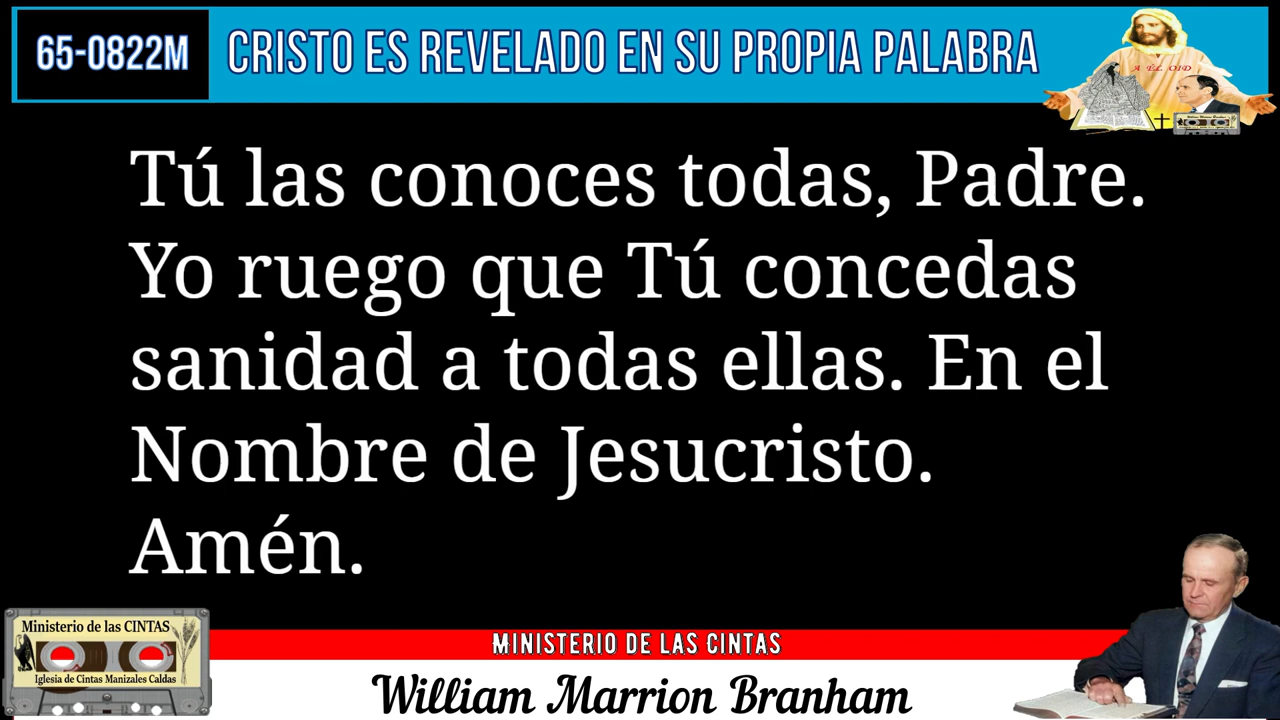 65-0822M CRISTO ES REVELADO EN SU PROPIA PALABRA
A ÉL OID
Tú las conoces todas, Padre.
Yo ruego que Tú concedas
sanidad a todas ellas. En el
Nombre de Jesucristo.
Amén.
Ministerio de las CINTAS
Iglesia de Cintas Manizales Caldas
MINISTERIO DE LAS CINTAS
William Marrion Branham